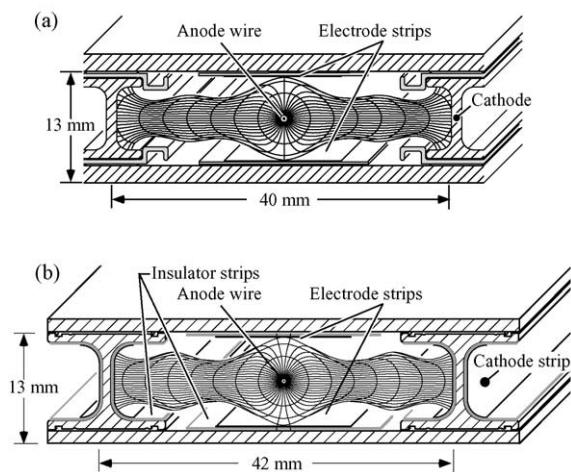 (a)
Anode wire
Electrode strips
Cathode
13 mm
40 mm
(b)
Insulator strips
Anode wire
Electrode strips
Cathode strip
13 mm
42 mm